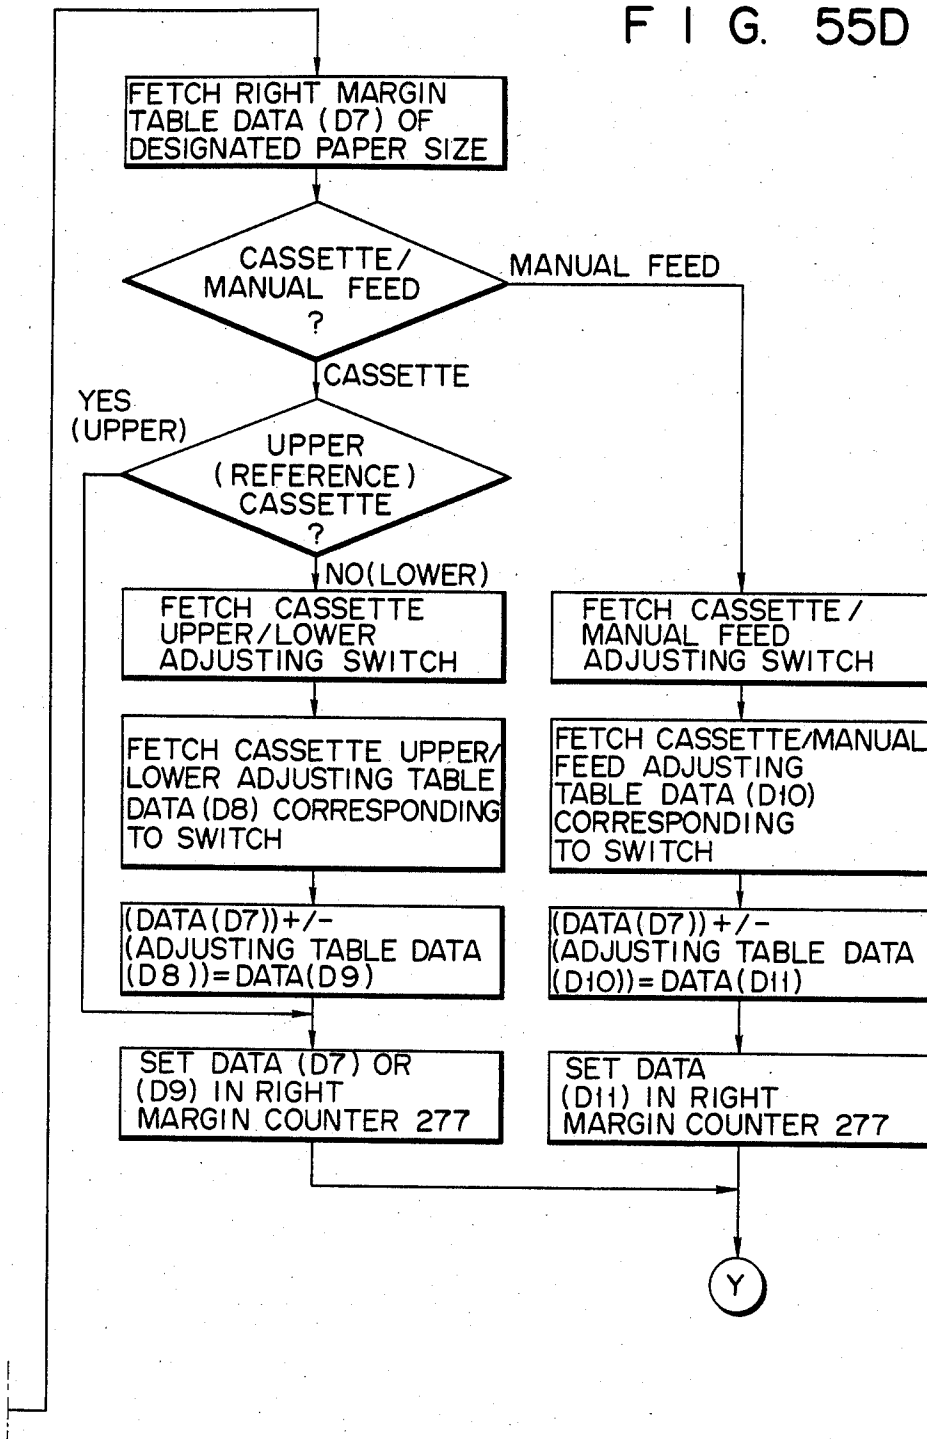 F I G. 55D
FETCH RIGHT MARGIN
TABLE DATA (D7) OF
DESIGNATED PAPER SIZE
CASSETTE/
MANUAL FEED
?
MANUAL FEED
CASSETTE
YES
(UPPER)
UPPER
(REFERENCE)
CASSETTE
?
NO(LOWER)
FETCH CASSETTE
UPPER/LOWER
ADJUSTING SWITCH
FETCH CASSETTE UPPER/
LOWER ADJUSTING TABLE
DATA (D8) CORRESPONDING
TO SWITCH
(DATA(D7))+/-
(ADJUSTING TABLE DATA
(D8))=DATA(D9)
SET DATA (D7) OR
(D9) IN RIGHT
MARGIN COUNTER 277
FETCH CASSETTE/
MANUAL FEED
ADJUSTING SWITCH
FETCH CASSETTE/MANUAL
FEED ADJUSTING
TABLE DATA (D10)
CORRESPONDING
TO SWITCH
(DATA(D7))+/-
(ADJUSTING TABLE DATA
(D10))=DATA(D11)
SET DATA
(D11) IN RIGHT
MARGIN COUNTER 277
Y